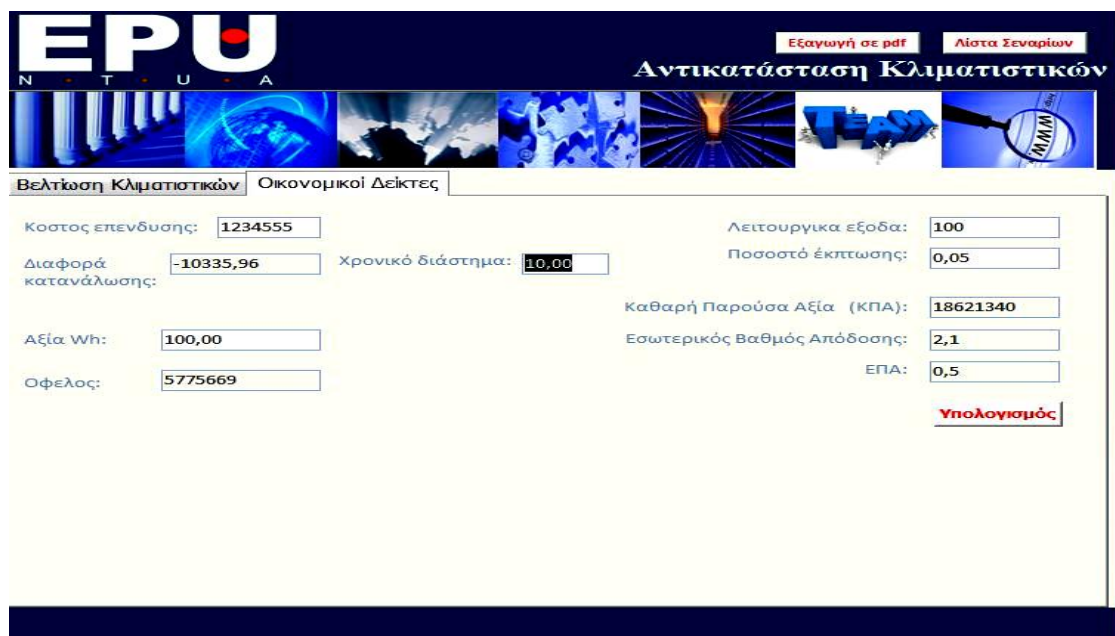 EPU
N · T · U · A
Εξαγωγή σε pdf Λίστα Σεναρίων
Αντικατάσταση Κλιματιστικών
TEAM
http
WWW.
Βελτίωση Κλιματιστικών Οικονομικοί Δείκτες
Κοστος επενδυσης: 1234555 Λειτουργικα εξοδα: 100
Διαφορά κατανάλωσης: -10335,96 Χρονικό διάστημα: 10,00 Ποσοστό έκπτωσης: 0,05
Καθαρή Παρούσα Αξία (ΚΠΑ): 18621340
Αξία Wh: 100,00 Εσωτερικός Βαθμός Απόδοσης: 2,1
Οφελος: 5775669 ΕΠΑ: 0,5
Υπολογισμός